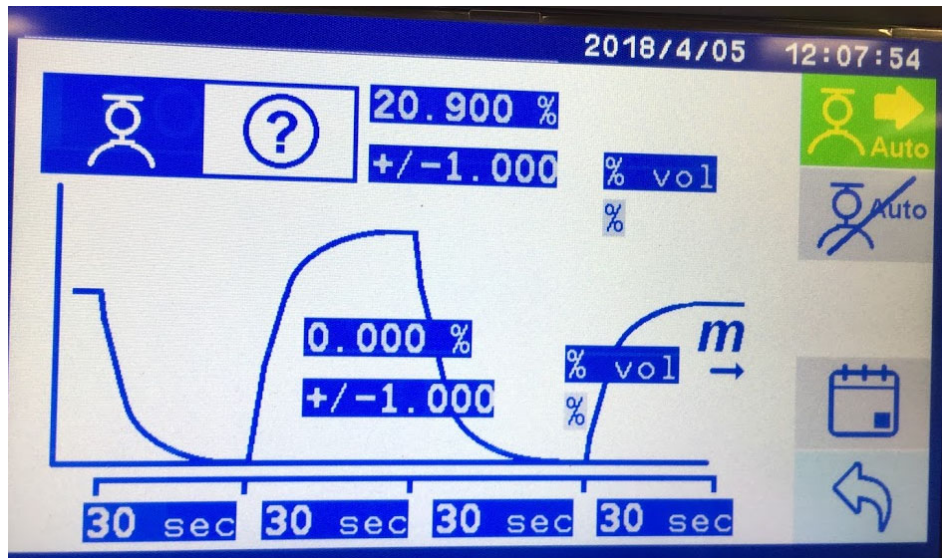 2018/4/05 12:07:54
?
20.900 %
+/-1.000
% vol
%
Auto
Auto
0.000 %
+/-1.000
% vol
%
m
30 sec 30 sec 30 sec 30 sec